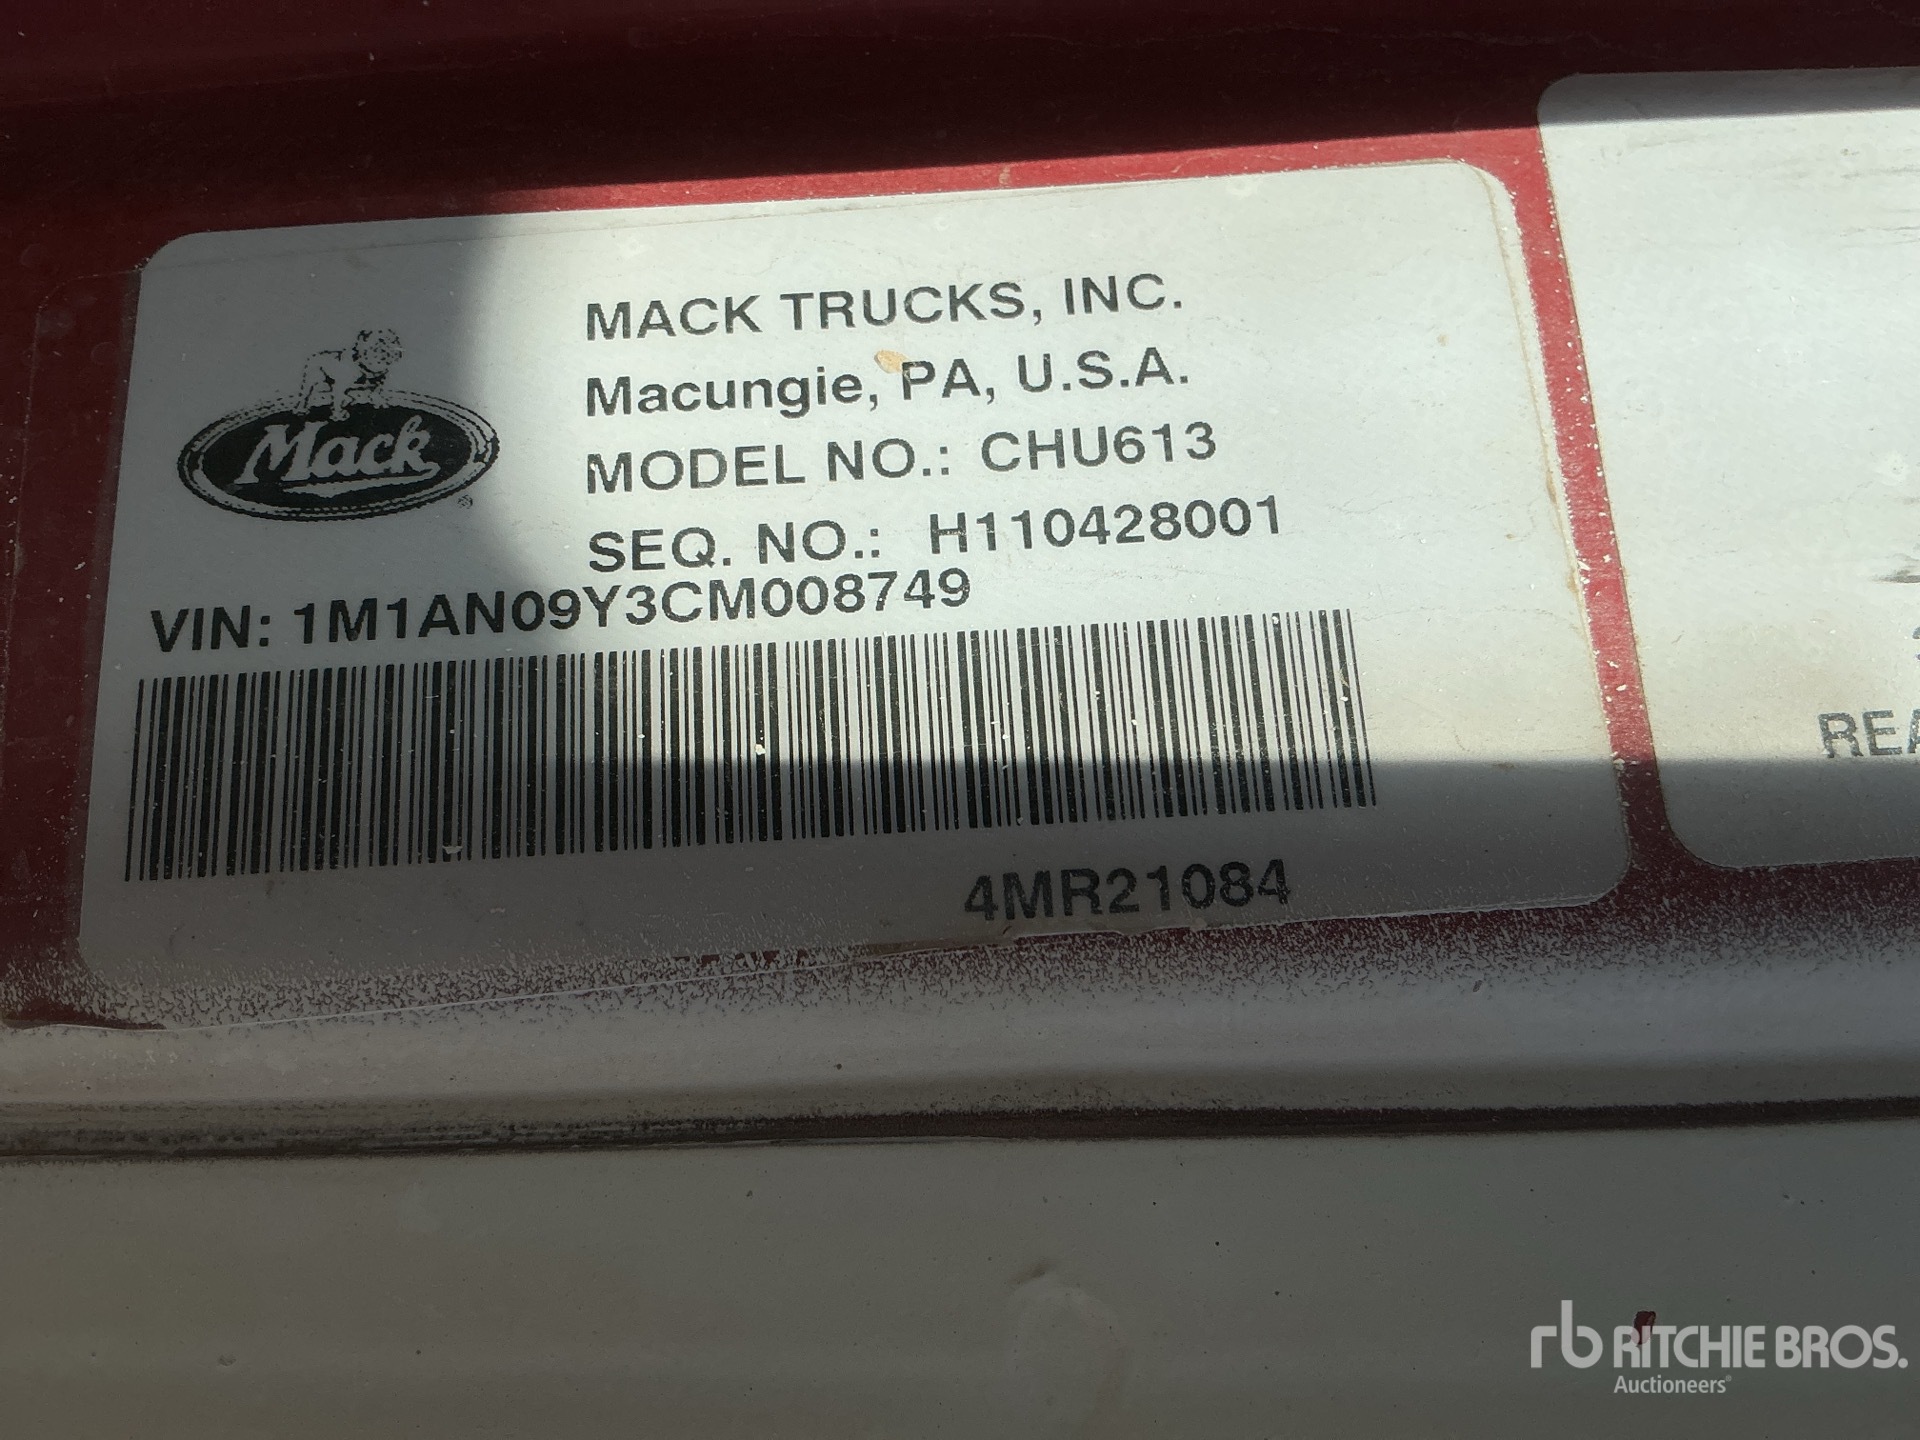 MACK TRUCKS, INC.
Macungie, PA, U.S.A.
MODEL NO.: CHU613
SEQ. NO.: H110428001
Mack
®
VIN: 1M1AN09Y3CM008749
4MR21084
REA
rb RITCHIE BROS.
Auctioneers®